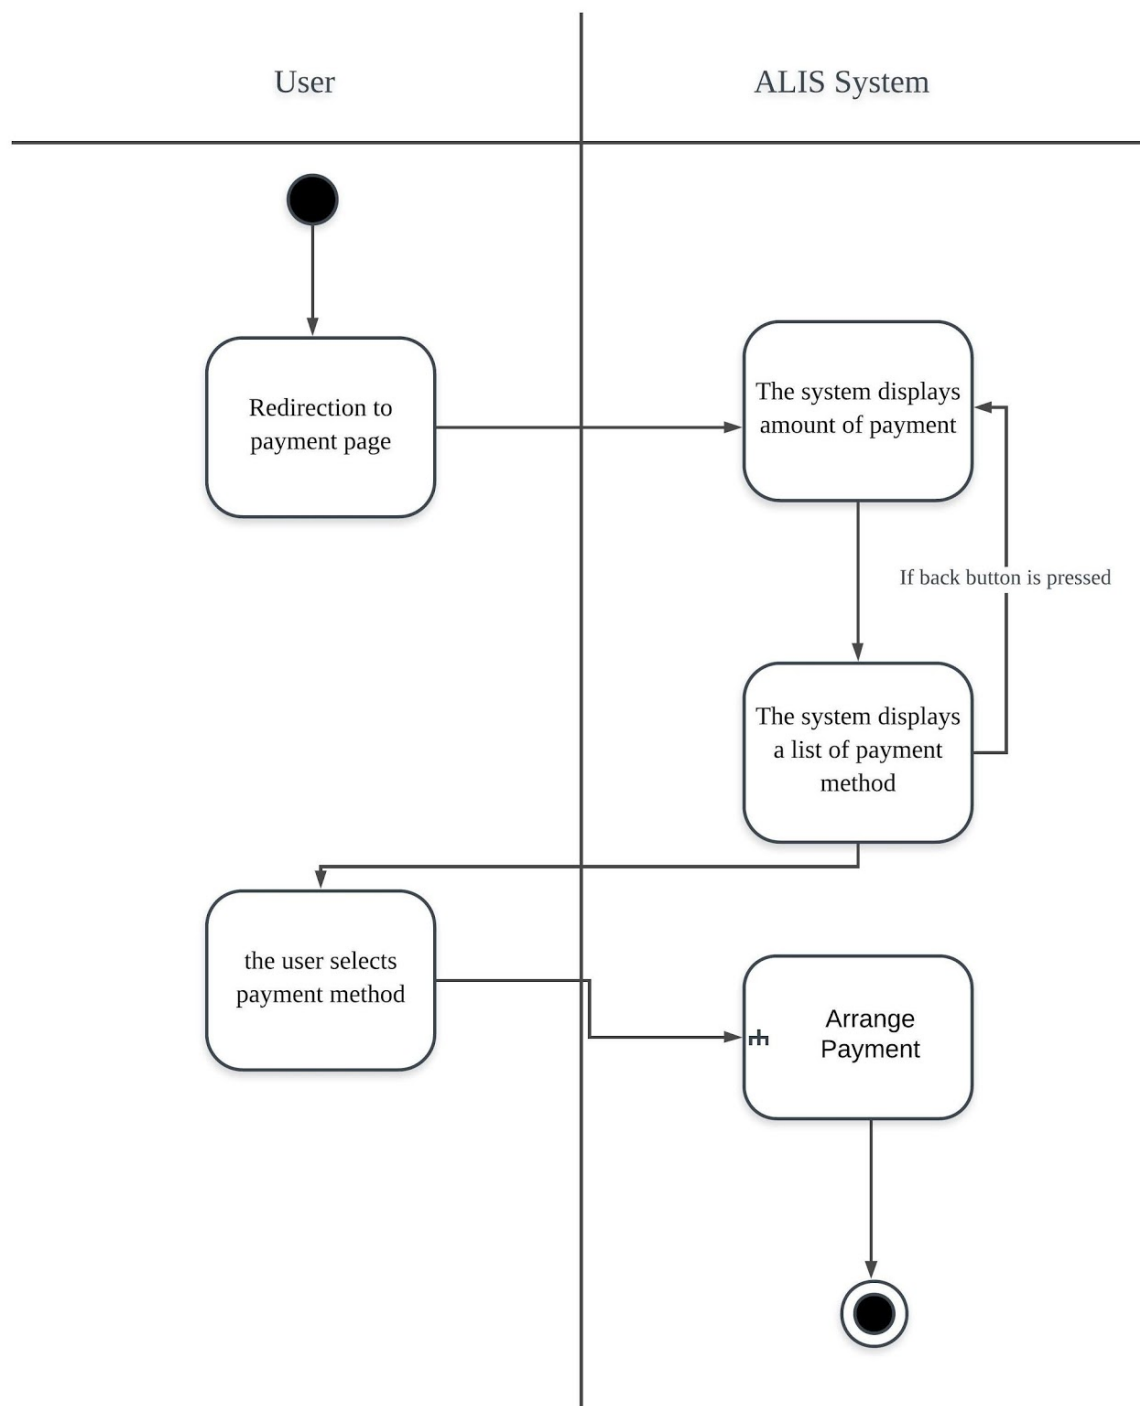 User
ALIS System
Redirection to
payment page
The system displays
amount of payment
If back button is pressed
The system displays
a list of payment
method
the user selects
payment method
Arrange
Payment